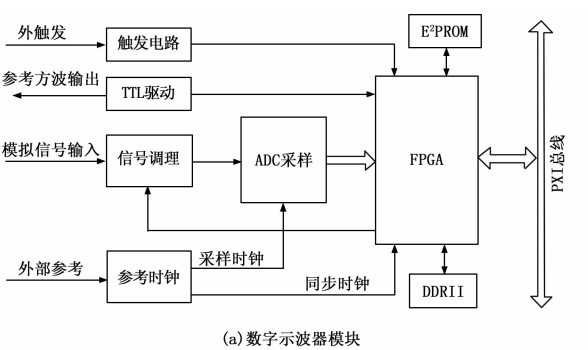 外触发
触发电路
E²PROM
参考方波输出
TTL驱动
模拟信号输入
信号调理
ADC采样
FPGA
PXI总线
采样时钟
外部参考
参考时钟
同步时钟
DDRII
(a)数字示波器模块